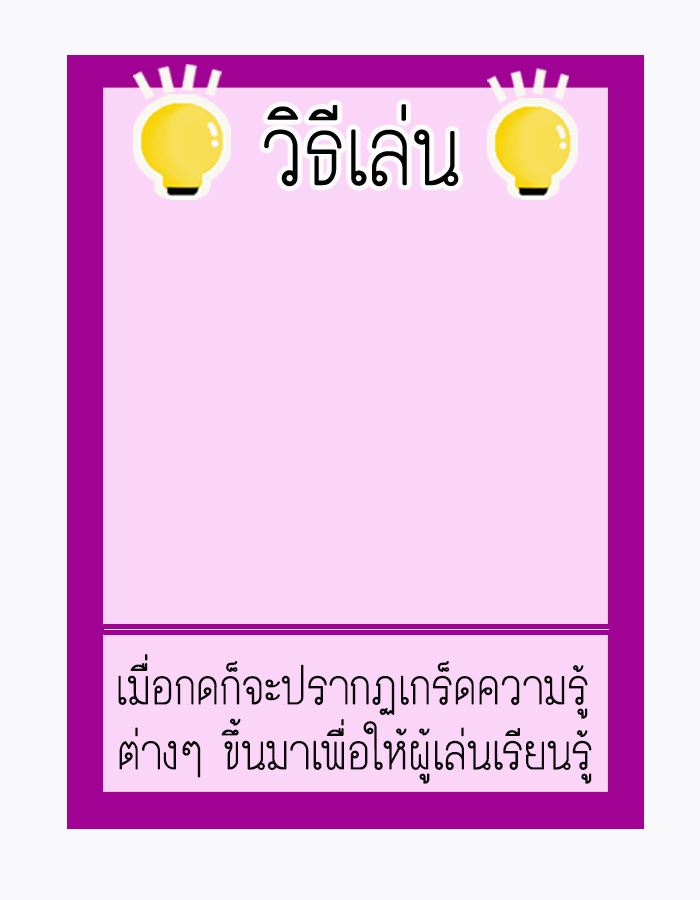 วิธีเล่น
เมื่อกดก็จะปรากฏเกร็ดความรู้
ต่างๆ ขึ้นมาเพื่อให้ผู้เล่นเรียนรู้